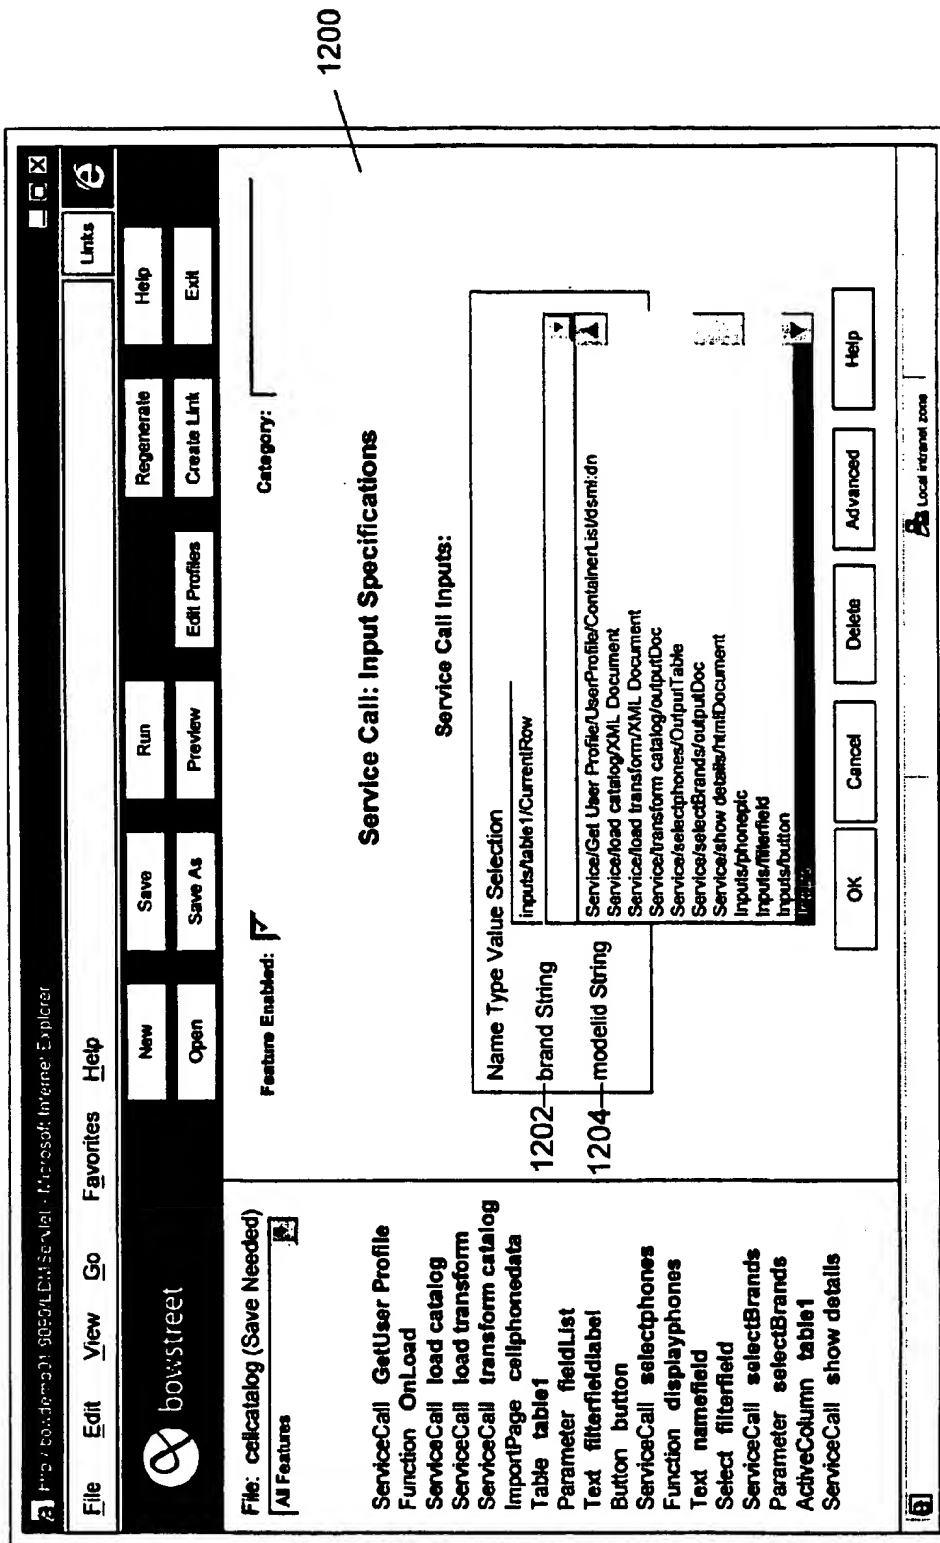 1200
Microsoft Internet Explorer
File Edit View Go Favorites Help
Links
bowstreet
New Save Run Regenerate Help
Open Save As Preview Edit Profiles Create Link Exit
File: cellcatalog (Save Needed)
All Features
ServiceCall GetUser Profile
Function OnLoad
ServiceCall load catalog
ServiceCall load transform
ServiceCall transform catalog
ImportPage cellphonedata
Table table1
Parameter fieldList
Text filterfieldlabel
Button button
ServiceCall selectphones
Function displayphones
Text namefield
Select filterfield
ServiceCall selectBrands
Parameter selectBrands
ActiveColumn table1
ServiceCall show details
Feature Enabled:
Category:
Service Call: Input Specifications
Service Call Inputs:
Name Type Value Selection
inputs/table1/CurrentRow
1202 brand String
1204 modelid String
Service/Get User Profile/UserProfile/ContainerList/dsml:dn
Service/load catalog/XML Document
Service/load transform/XML Document
Service/transform catalog/outputDoc
Service/selectphones/OutputTable
Service/selectBrands/outputDoc
Service/show details/htmlDocument
Inputs/phonepic
Inputs/filterfield
Inputs/button
OK Cancel Delete Advanced Help
Local intranet zone